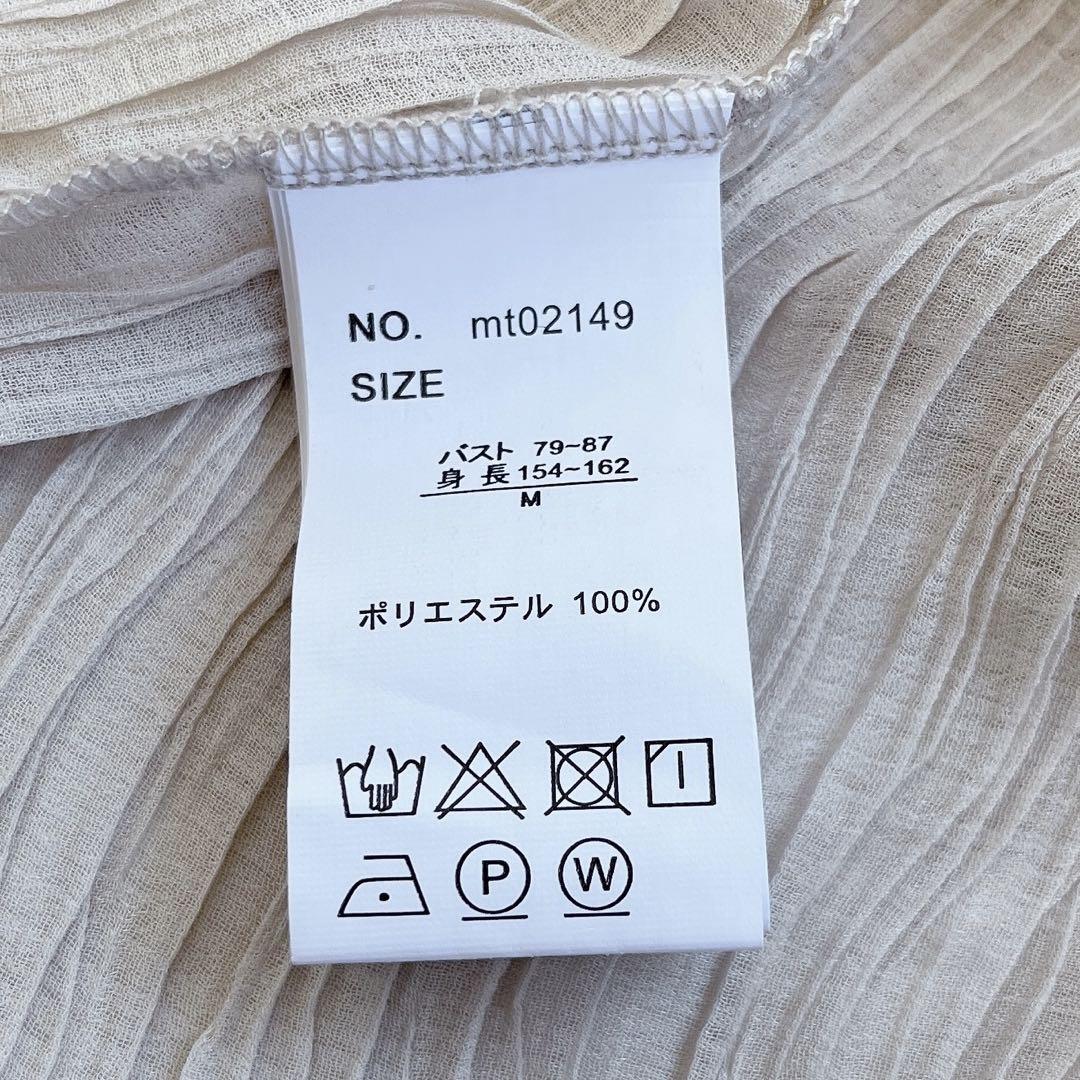 NO. mt02149
SIZE
バスト 79~87
身長 154~162
M
ポリエステル 100%
P W